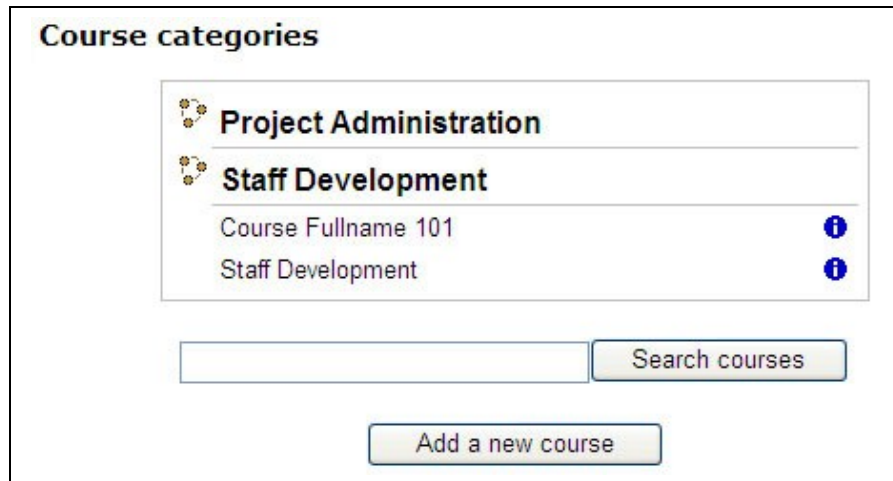 Course categories
Project Administration
Staff Development
Course Fullname 101
Staff Development
Search courses
Add a new course